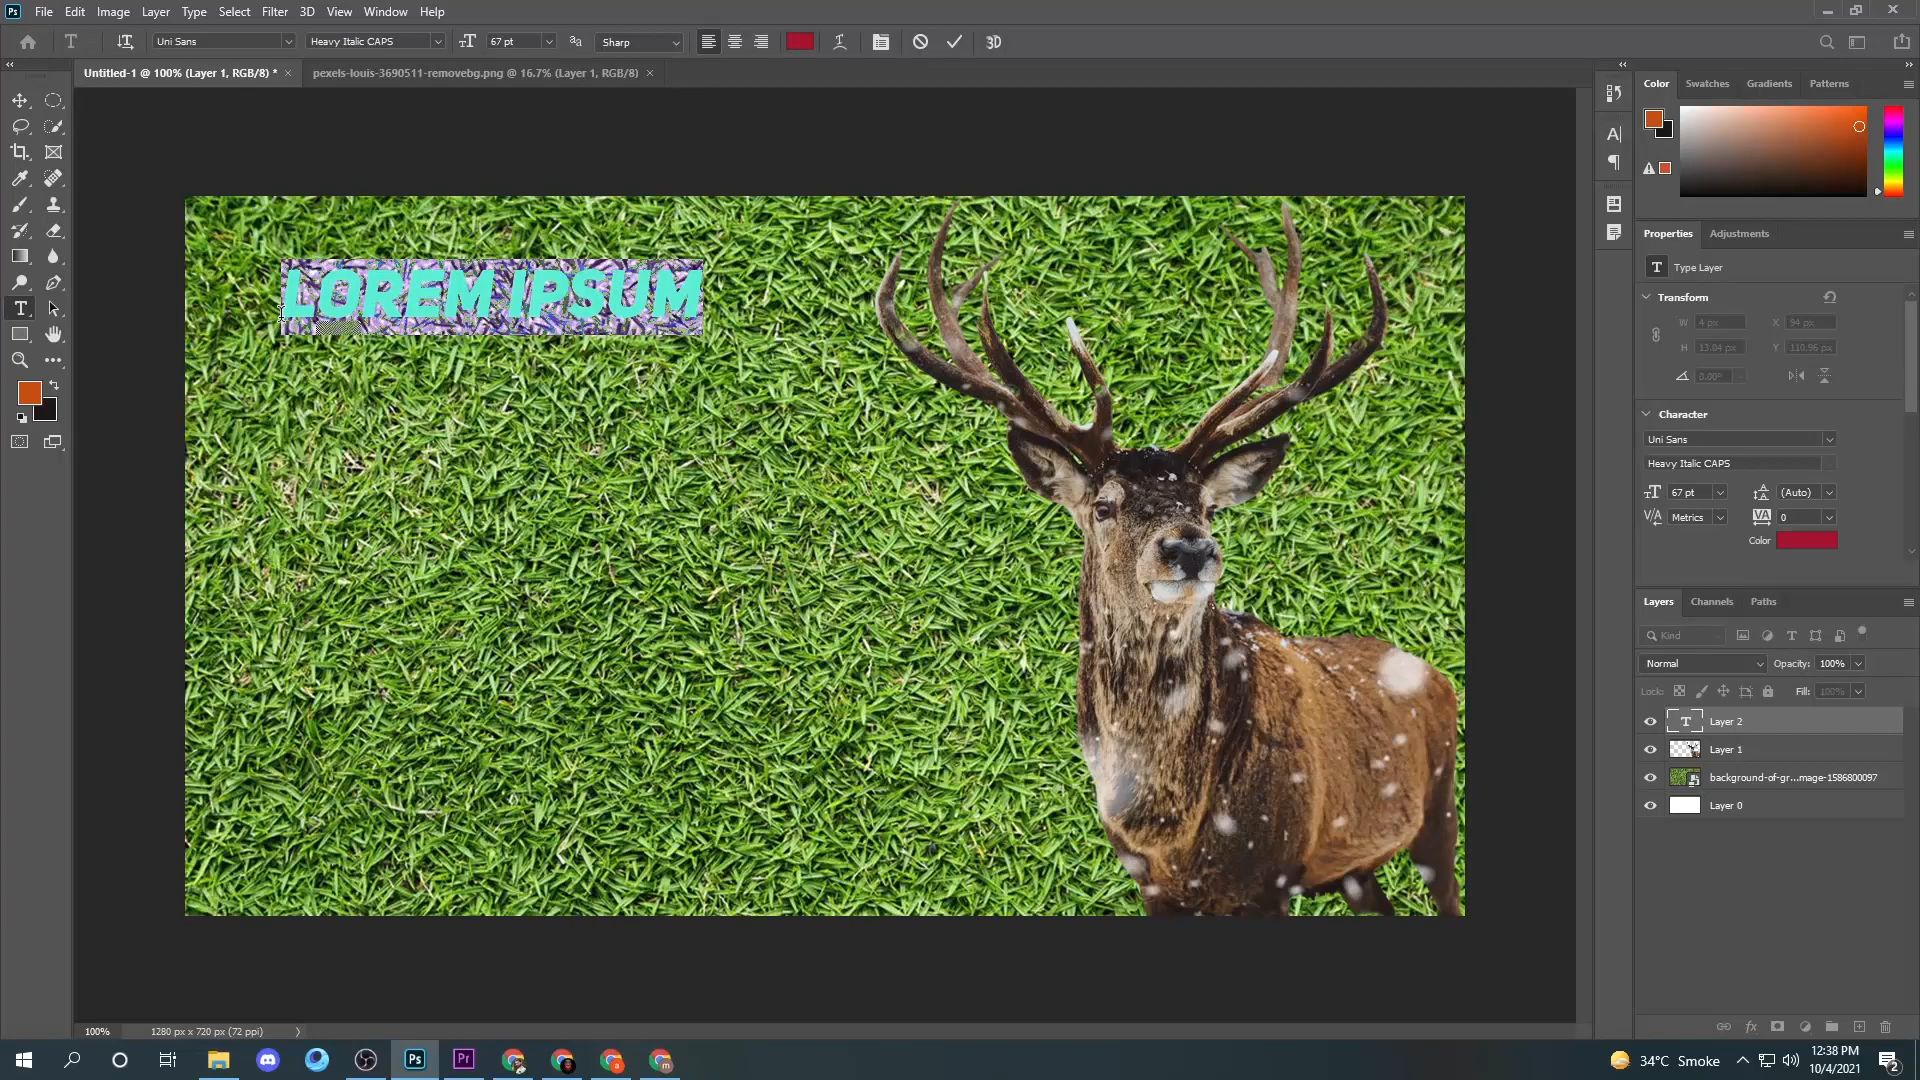 Ps File Edit Image Layer Type Select Filter 3D View Window Help
Uni Sans Heavy Italic CAPS 67 pt Sharp 3D
Untitled-1 @ 100% (Layer 1, RGB/8) * × pexels-louis-3690511-removebg.png @ 16.7% (Layer 1, RGB/8) ×
LOREM IPSUM
Color Swatches Gradients Patterns
Properties Adjustments
T Type Layer
Transform
W 4 px X 94 px
H 13.04 px Y 110.96 px
0.00°
Character
Uni Sans
Heavy Italic CAPS
67 pt (Auto)
Metrics 0
Color
Layers Channels Paths
Kind
Normal Opacity: 100%
Lock: Fill: 100%
T Layer 2
Layer 1
background-of-gr...mage-1586800097
Layer 0
100% 1280 px x 720 px (72 ppi)
Ps Pr
34°C Smoke
12:38 PM
10/4/2021
2